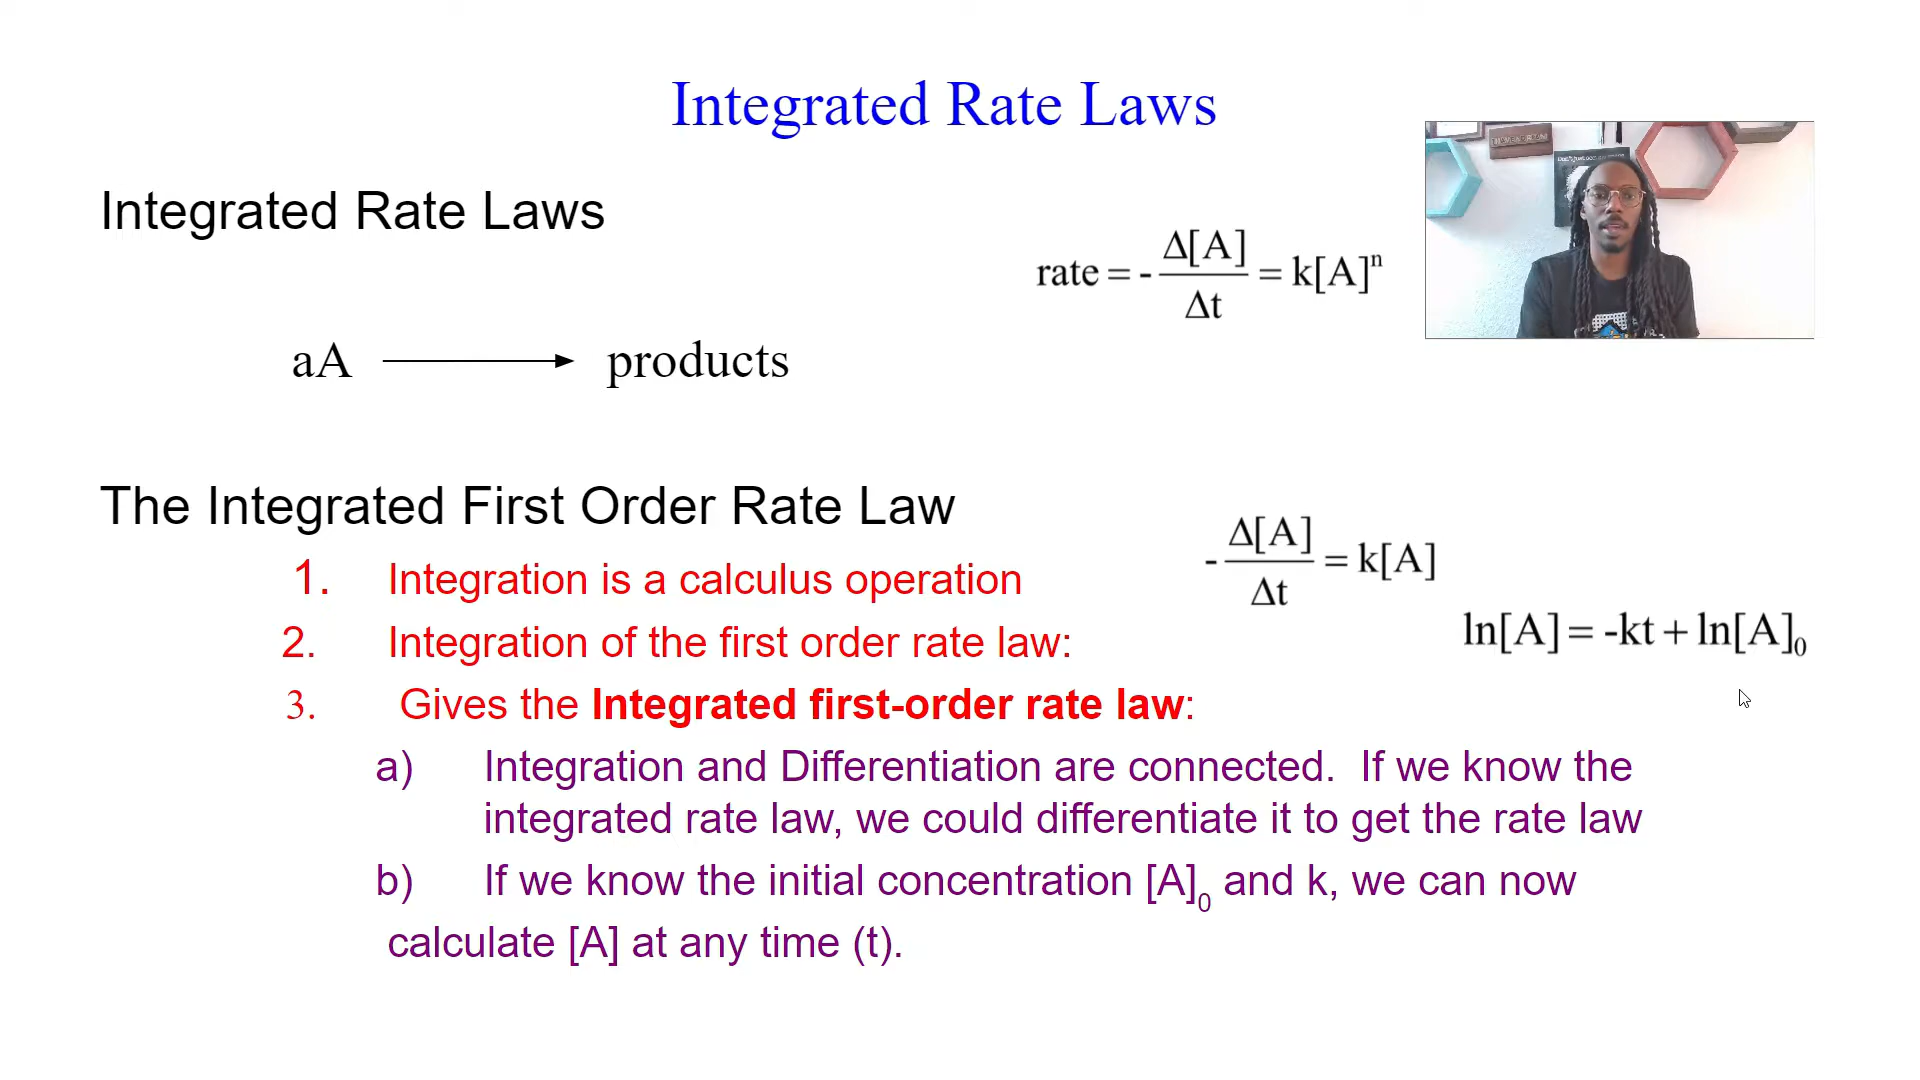 Integrated Rate Laws
Integrated Rate Laws
rate = - Δ[A]/Δt = k[A]ⁿ
aA → products
The Integrated First Order Rate Law
- Δ[A]/Δt = k[A]
1. Integration is a calculus operation
ln[A] = -kt + ln[A]₀
2. Integration of the first order rate law:
3. Gives the Integrated first-order rate law:
a) Integration and Differentiation are connected. If we know the
integrated rate law, we could differentiate it to get the rate law
b) If we know the initial concentration [A]₀ and k, we can now
calculate [A] at any time (t).